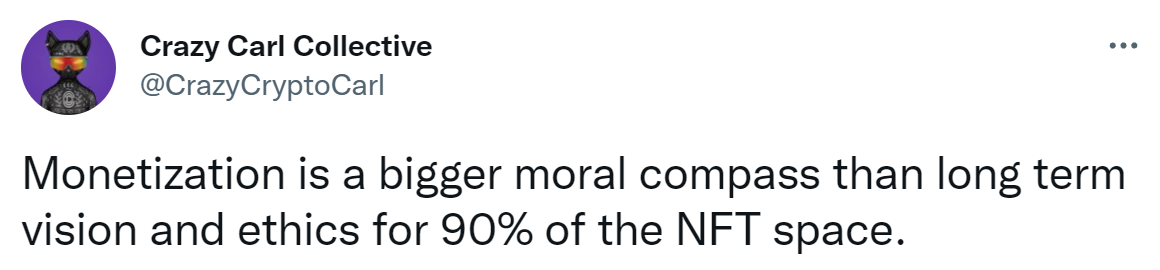 Crazy Carl Collective
@CrazyCryptoCarl
Monetization is a bigger moral compass than long term
vision and ethics for 90% of the NFT space.